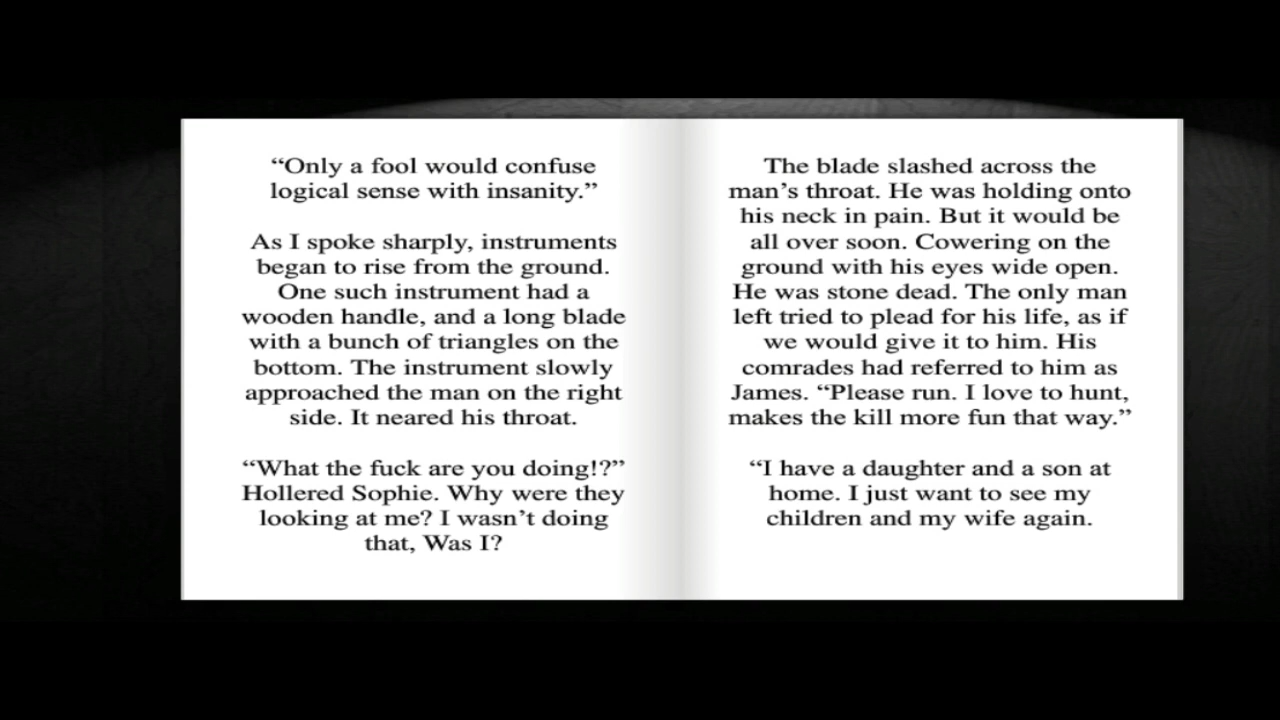 “Only a fool would confuse
logical sense with insanity.”
As I spoke sharply, instruments
began to rise from the ground.
One such instrument had a
wooden handle, and a long blade
with a bunch of triangles on the
bottom. The instrument slowly
approached the man on the right
side. It neared his throat.
“What the fuck are you doing!?”
Hollered Sophie. Why were they
looking at me? I wasn’t doing
that, Was I?
The blade slashed across the
man’s throat. He was holding onto
his neck in pain. But it would be
all over soon. Cowering on the
ground with his eyes wide open.
He was stone dead. The only man
left tried to plead for his life, as if
we would give it to him. His
comrades had referred to him as
James. “Please run. I love to hunt,
makes the kill more fun that way.”
“I have a daughter and a son at
home. I just want to see my
children and my wife again.